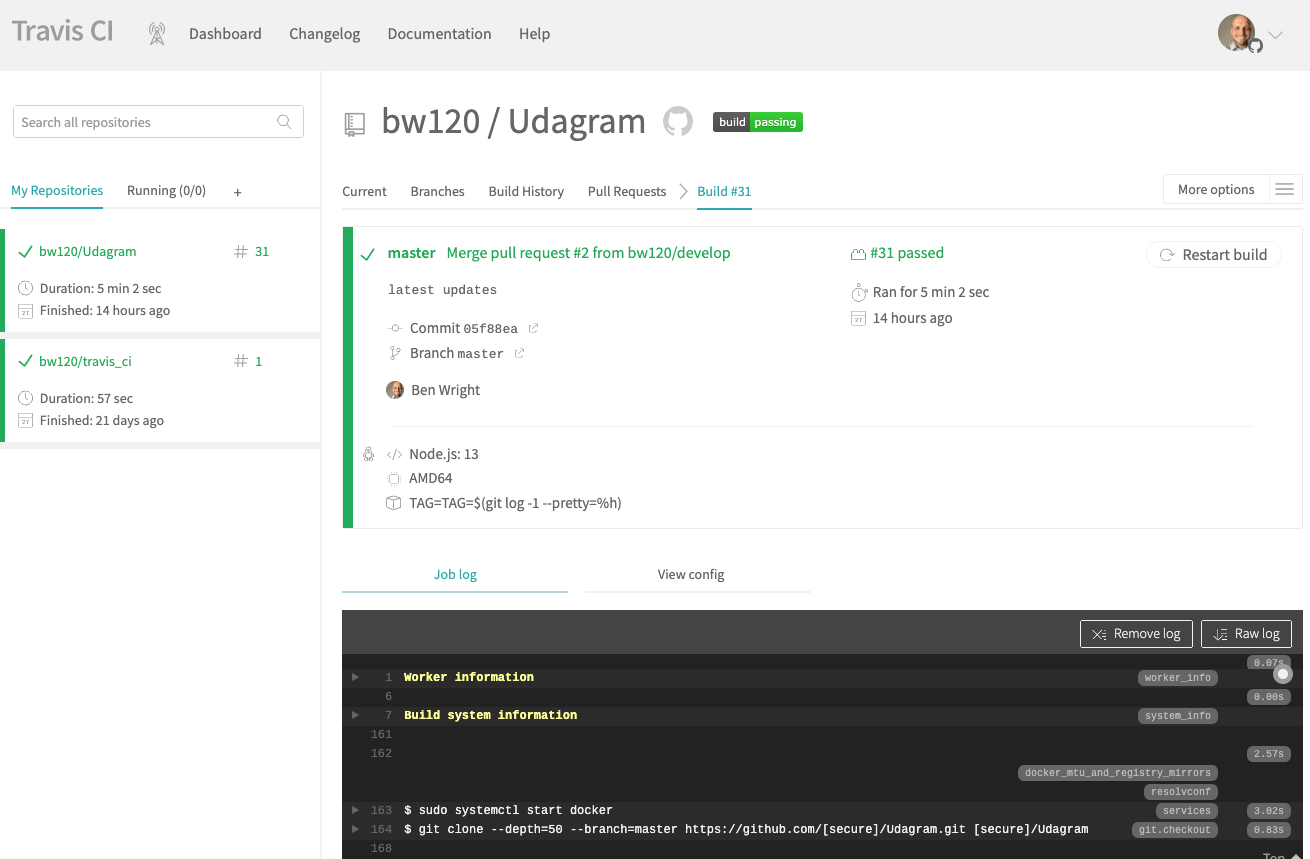 Travis CI
Dashboard Changelog Documentation Help
Search all repositories
My Repositories Running (0/0) +
bw120/Udagram # 31
Duration: 5 min 2 sec
Finished: 14 hours ago
bw120/travis_ci # 1
Duration: 57 sec
Finished: 21 days ago
bw120 / Udagram build passing
Current Branches Build History Pull Requests Build #31 More options
master Merge pull request #2 from bw120/develop #31 passed Restart build
latest updates Ran for 5 min 2 sec
14 hours ago
Commit 05f88ea
Branch master
Ben Wright
Node.js: 13
AMD64
TAG=TAG=$(git log -1 --pretty=%h)
Job log View config
Remove log Raw log
0.07s
1 Worker information worker_info
6 0.00s
7 Build system information system_info
161
162 2.57s
docker_mtu_and_registry_mirrors
resolvconf
163 $ sudo systemctl start docker services 3.02s
164 $ git clone --depth=50 --branch=master https://github.com/[secure]/Udagram.git [secure]/Udagram git.checkout 0.83s
168
Top